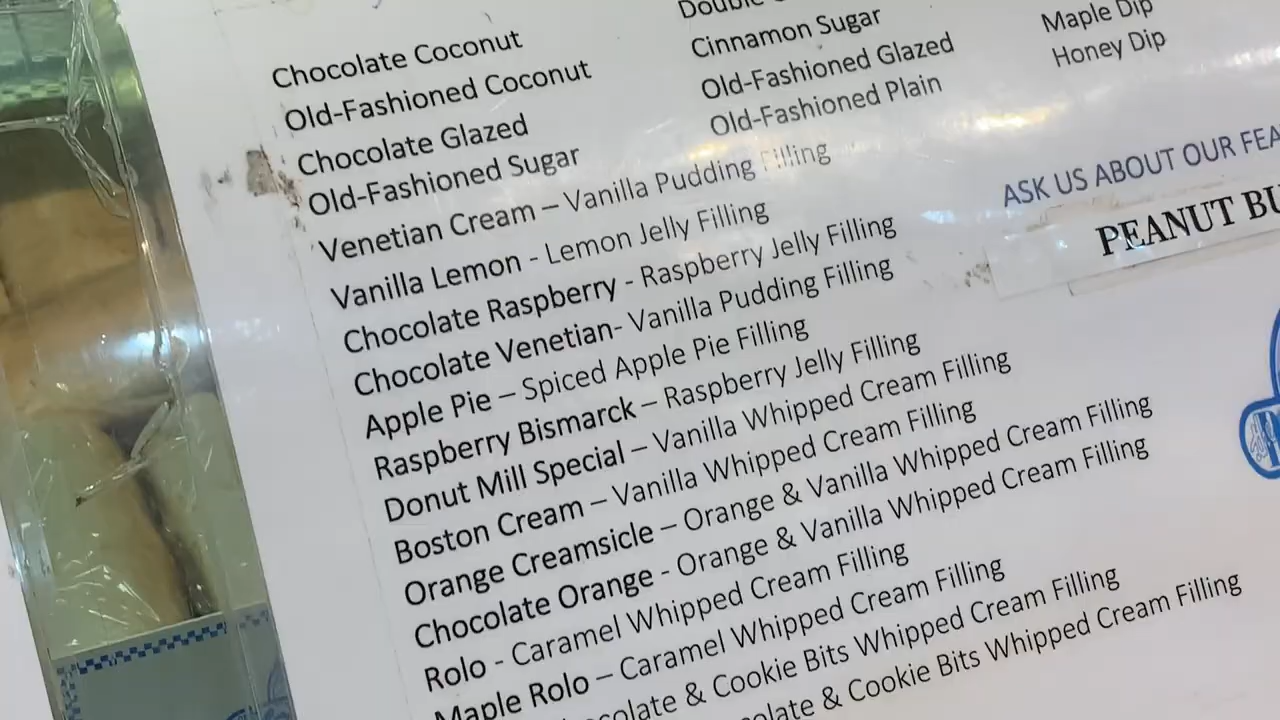 Chocolate Coconut
Old-Fashioned Coconut
Chocolate Glazed
Old-Fashioned Sugar
Venetian Cream – Vanilla Pudding Filling
Vanilla Lemon - Lemon Jelly Filling
Chocolate Raspberry - Raspberry Jelly Filling
Chocolate Venetian- Vanilla Pudding Filling
Apple Pie – Spiced Apple Pie Filling
Raspberry Bismarck – Raspberry Jelly Filling
Donut Mill Special – Vanilla Whipped Cream Filling
Boston Cream – Vanilla Whipped Cream Filling
Orange Creamsicle – Orange & Vanilla Whipped Cream Filling
Chocolate Orange - Orange & Vanilla Whipped Cream Filling
Rolo - Caramel Whipped Cream Filling
Maple Rolo – Caramel Whipped Cream Filling
& Cookie Bits Whipped Cream Filling
& Cookie Bits Whipped Cream Filling
Double
Cinnamon Sugar
Old-Fashioned Glazed
Old-Fashioned Plain
Maple Dip
Honey Dip
ASK US ABOUT OUR
PEANUT